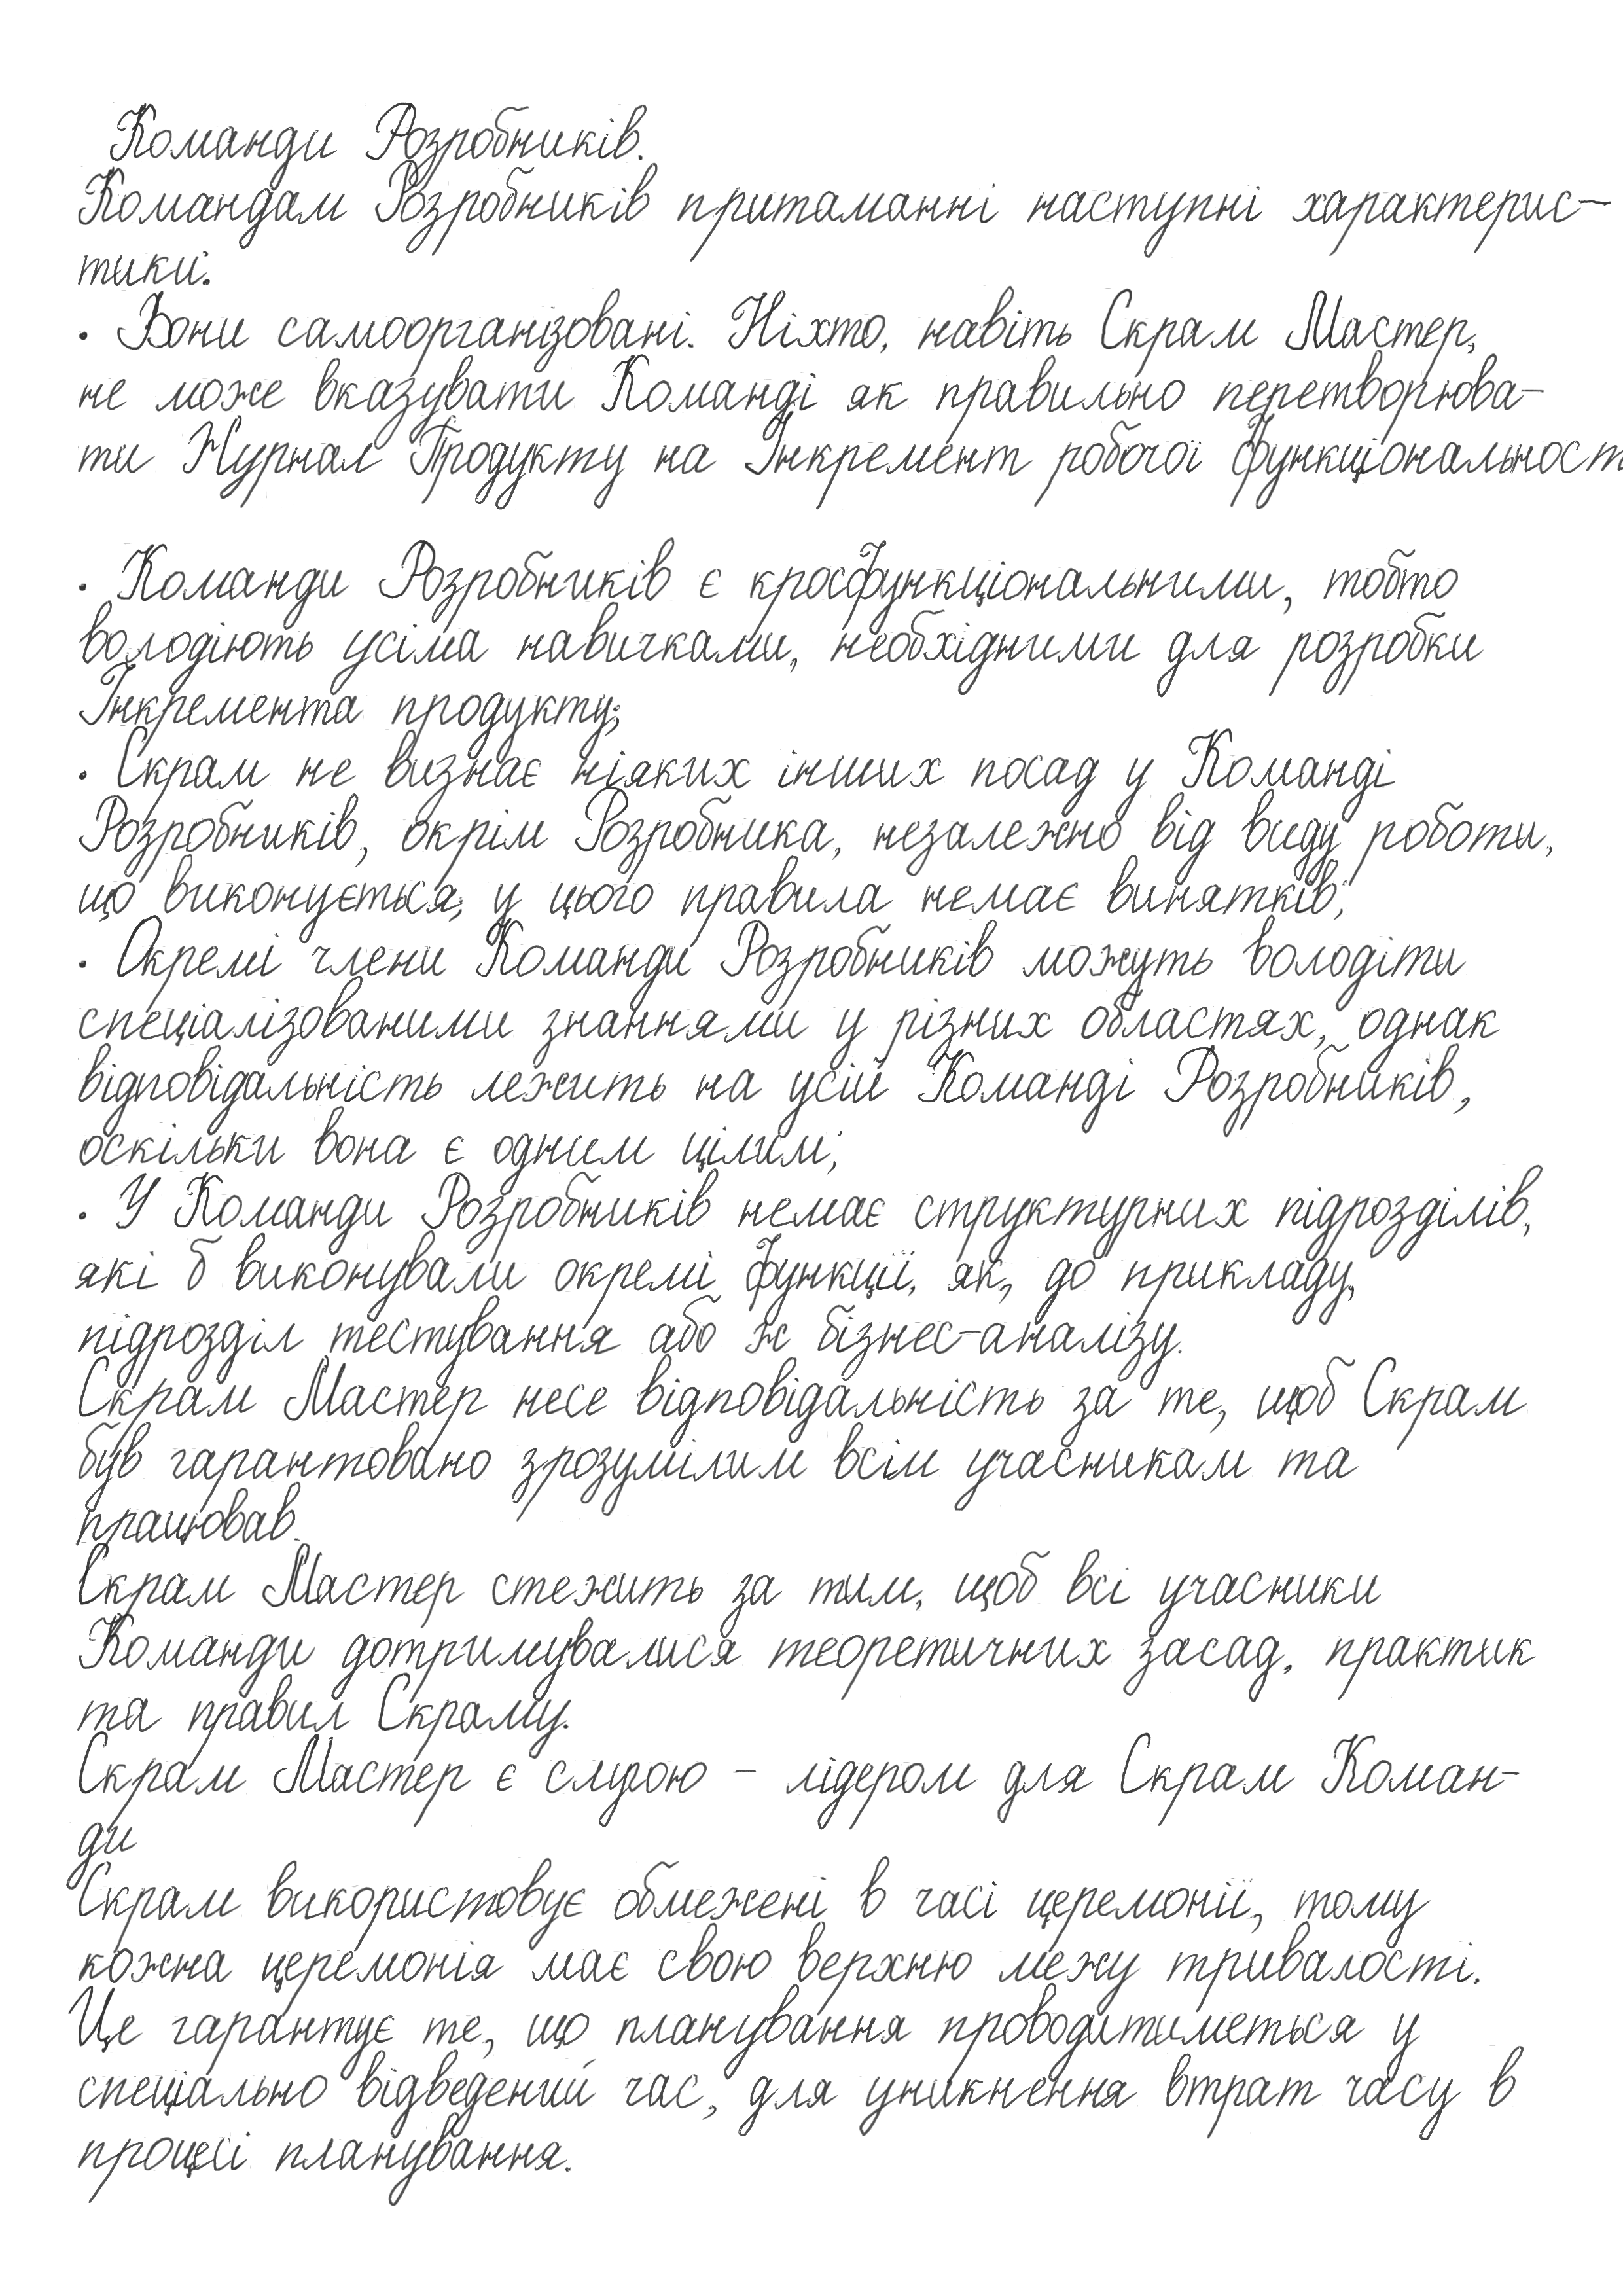 Команди Розробників.
Командам Розробників притаманні наступні характерис-
тики:
• Вони самоорганізовані. Ніхто, навіть Скрам Мастер,
не може вказувати Команді як правильно перетворюва-
ти Журнал Продукту на Інкремент робочої функціональност
• Команди Розробників є кросфункціональними, тобто
володіють усіма навичками, необхідними для розробки
Інкремента продукту;
• Скрам не визнає ніяких інших посад у Команді
Розробників, окрім Розробника, незалежно від виду роботи,
що виконується; у цього правила немає винятків;
• Окремі члени Команди Розробників можуть володіти
спеціалізованими знаннями у різних областях, однак
відповідальність лежить на усій Команді Розробників,
оскільки вона є одним цілим;
• У Команди Розробників немає структурних підрозділів,
які б виконували окремі функції, як, до прикладу,
підрозділ тестування або ж бізнес-аналізу.
Скрам Мастер несе відповідальність за те, щоб Скрам
був гарантовано зрозумілим всім учасникам та
працював.
Скрам Мастер стежить за тим, щоб всі учасники
Команди дотримувалися теоретичних засад, практик
та правил Скраму.
Скрам Мастер є слугою - лідером для Скрам Коман-
ди
Скрам використовує обмежені в часі церемонії, тому
кожна церемонія має свою верхню межу тривалості.
Це гарантує те, що планування проводитиметься у
спеціально відведений час, для уникнення втрат часу в
процесі планування.